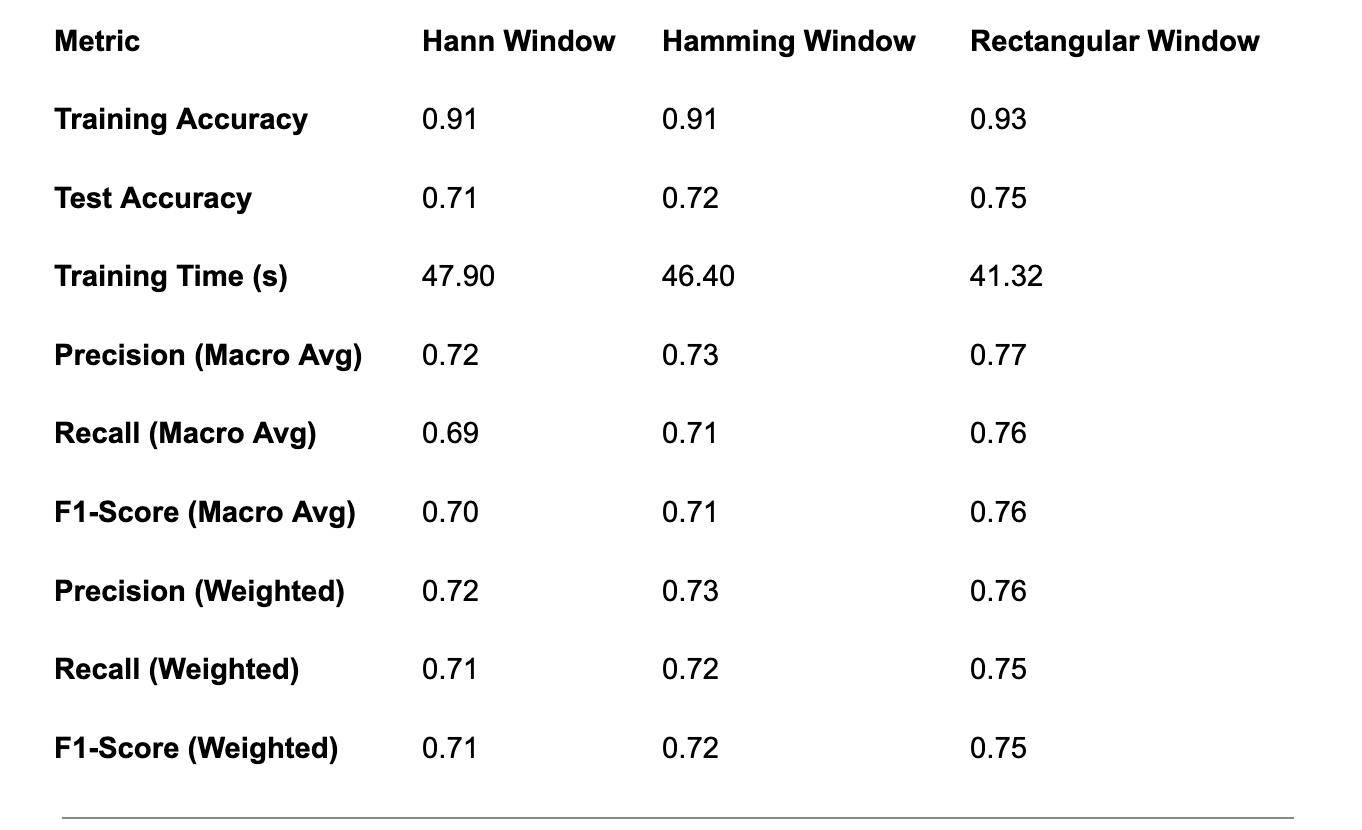 Metric Hann Window Hamming Window Rectangular Window
Training Accuracy 0.91 0.91 0.93
Test Accuracy 0.71 0.72 0.75
Training Time (s) 47.90 46.40 41.32
Precision (Macro Avg) 0.72 0.73 0.77
Recall (Macro Avg) 0.69 0.71 0.76
F1-Score (Macro Avg) 0.70 0.71 0.76
Precision (Weighted) 0.72 0.73 0.76
Recall (Weighted) 0.71 0.72 0.75
F1-Score (Weighted) 0.71 0.72 0.75